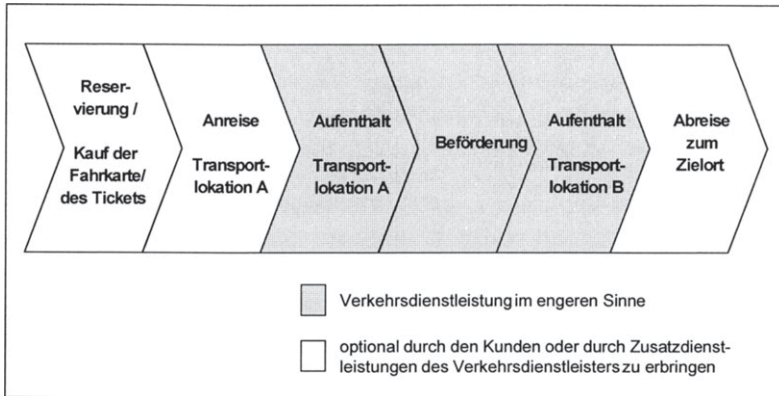 Reser-
vierung /
Kauf der
Fahrkarte/
des Tickets
Anreise
Transport-
lokation A
Aufenthalt
Transport-
lokation A
Beförderung
Aufenthalt
Transport-
lokation B
Abreise
zum
Zielort
Verkehrsdienstleistung im engeren Sinne
optional durch den Kunden oder durch Zusatzdienst-
leistungen des Verkehrsdienstleisters zu erbringen